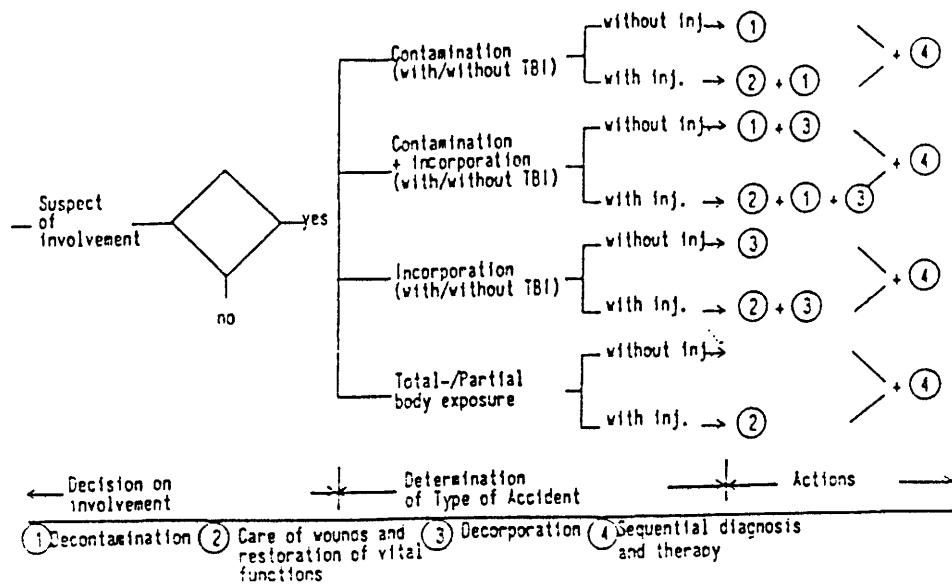 without inj. → ①
Contamination
(with/without TBI)
+ ④
with inj. → ② + ①
without inj. → ① + ③
Contamination
+ incorporation
(with/without TBI)
+ ④
with inj. → ② + ① + ③
Suspect
of
involvement
yes
no
without inj. → ③
Incorporation
(with/without TBI)
+ ④
with inj. → ② + ③
without inj. →
Total-/Partial
body exposure
+ ④
with inj. → ②
Decision on
involvement
Determination
of Type of Accident
Actions
① Decontamination
② Care of wounds and
restoration of vital
functions
③ Decorporation
④ Sequential diagnosis
and therapy